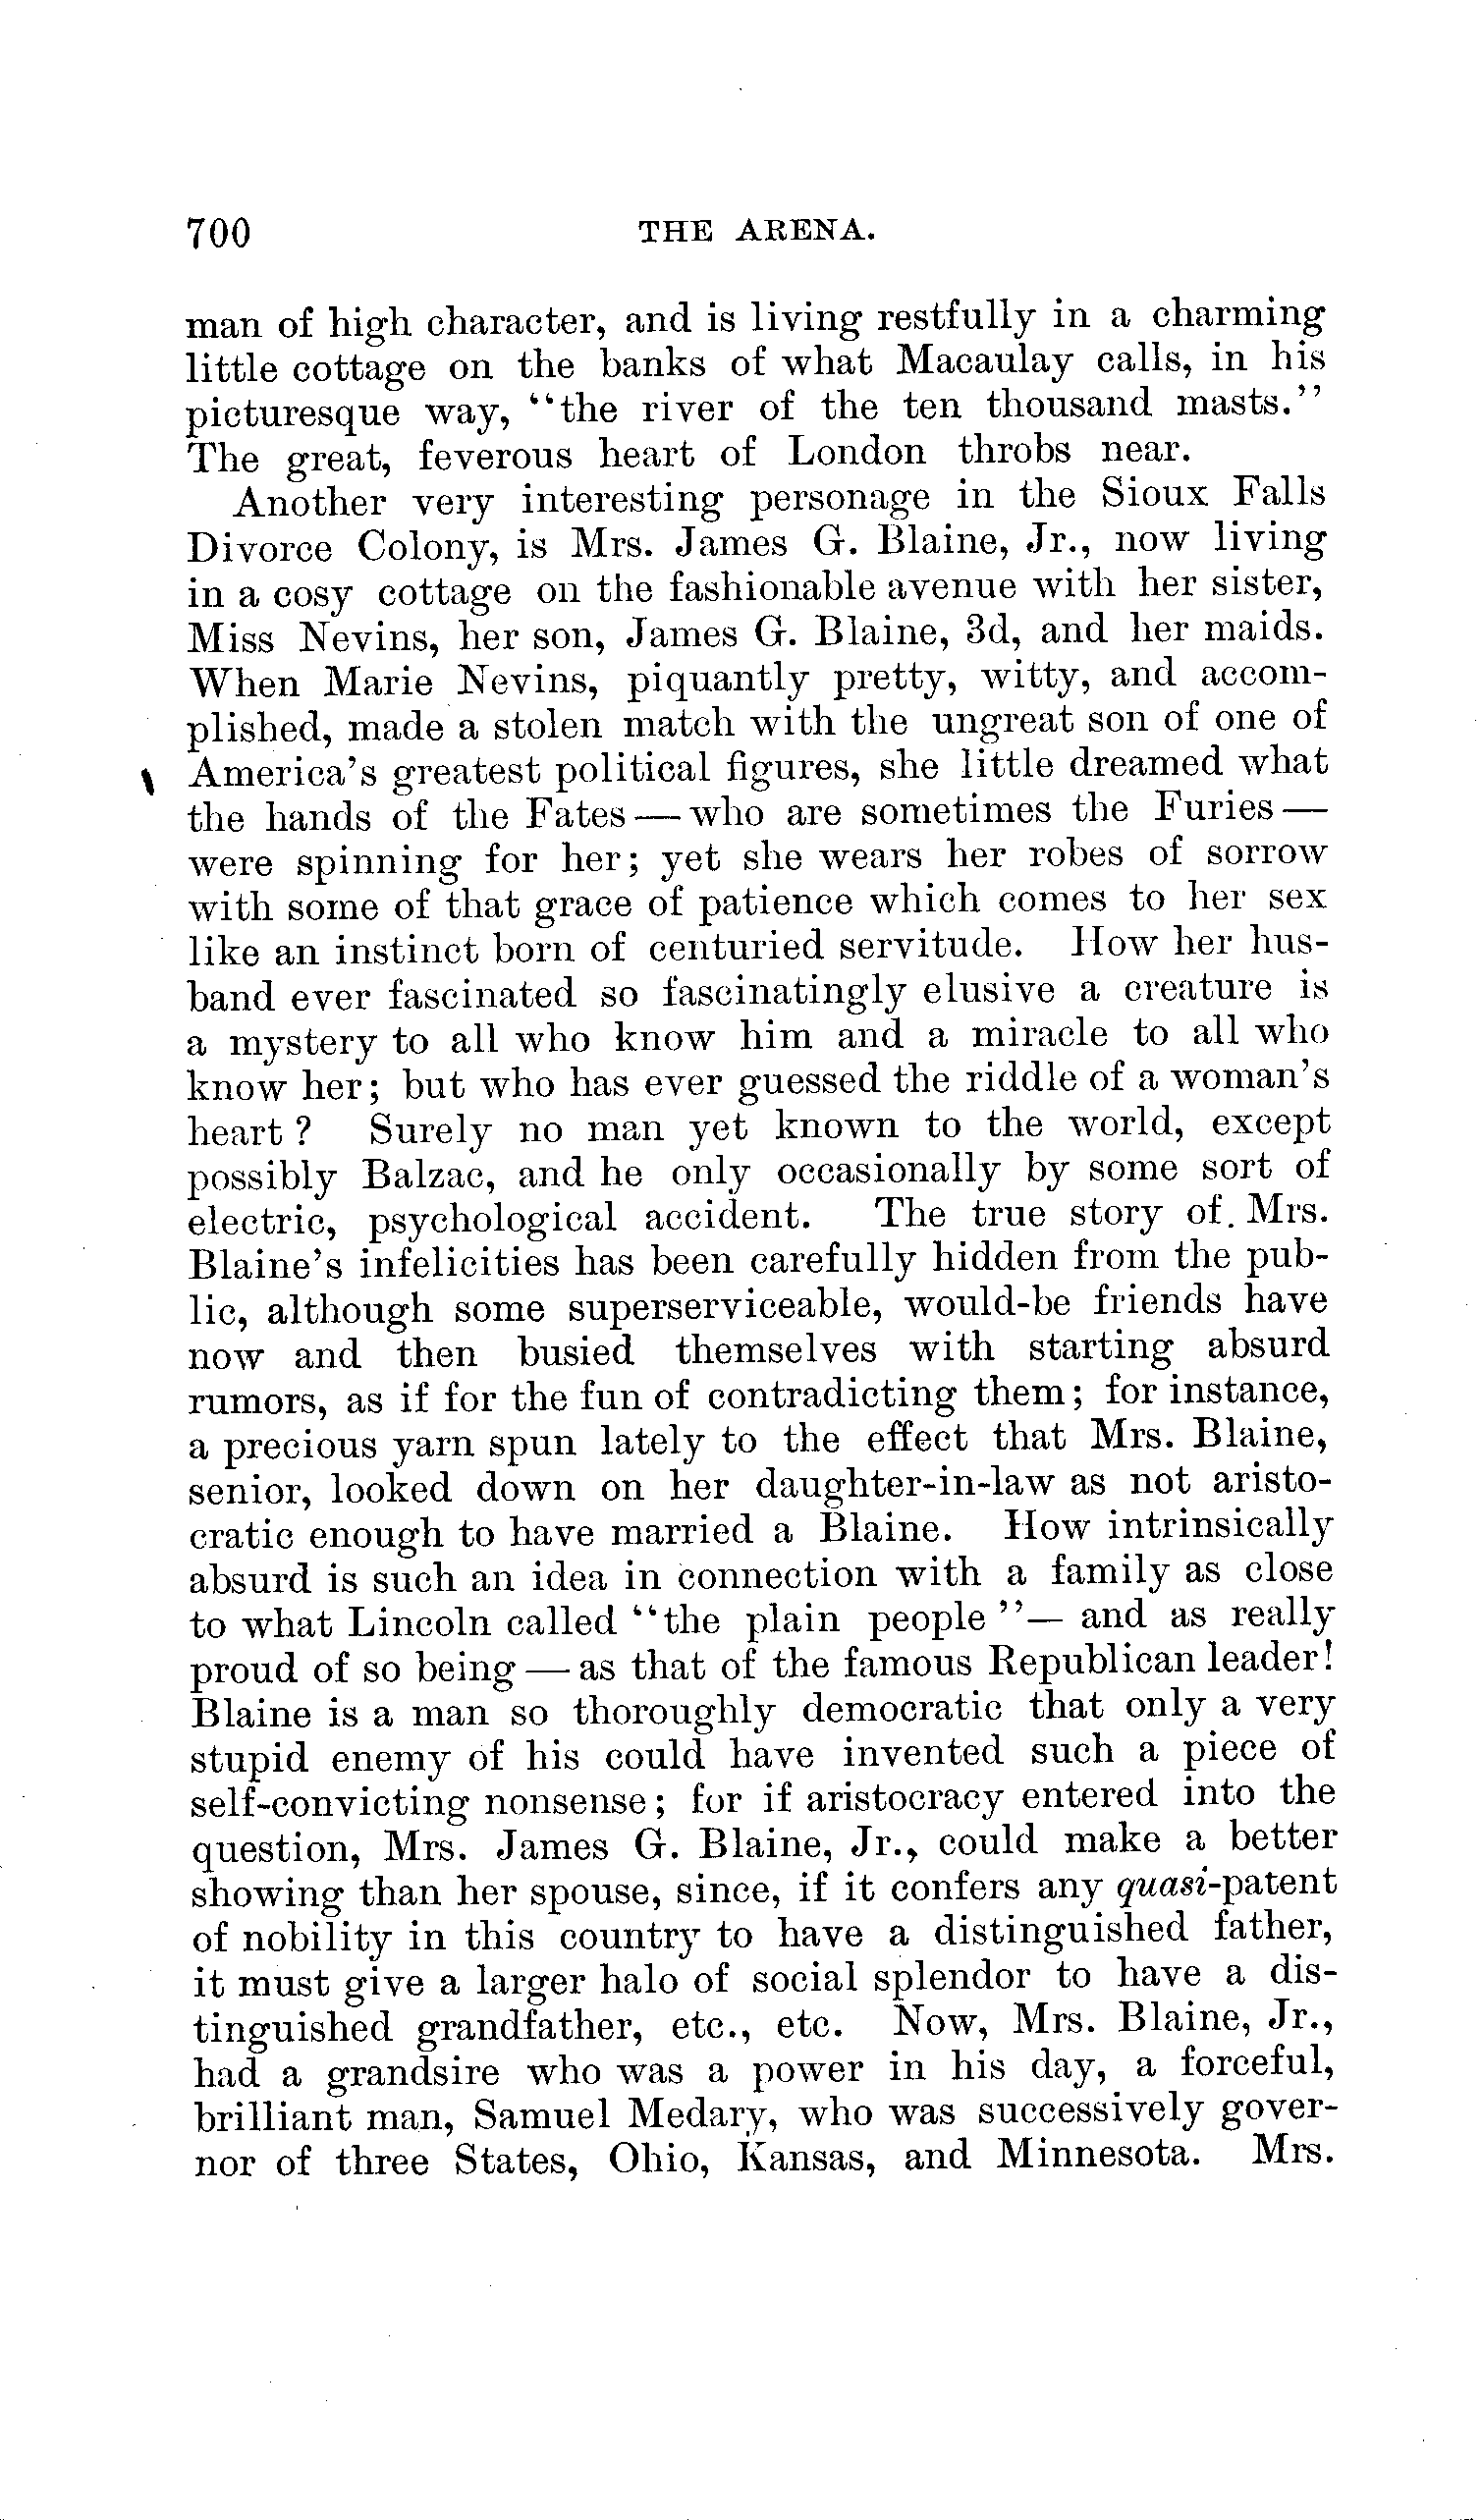 700 THE ARENA.
man of high character, and is living restfully in a charming
little cottage on the banks of what Macaulay calls, in his
picturesque way, "the river of the ten thousand masts."
The great, feverous heart of London throbs near.
Another very interesting personage in the Sioux Falls
Divorce Colony, is Mrs. James G. Blaine, Jr., now living
in a cosy cottage on the fashionable avenue with her sister,
Miss Nevins, her son, James G. Blaine, 3d, and her maids.
When Marie Nevins, piquantly pretty, witty, and accom-
plished, made a stolen match with the ungreat son of one of
America's greatest political figures, she little dreamed what
the hands of the Fates — who are sometimes the Furies —
were spinning for her; yet she wears her robes of sorrow
with some of that grace of patience which comes to her sex
like an instinct born of centuried servitude. How her hus-
band ever fascinated so fascinatingly elusive a creature is
a mystery to all who know him and a miracle to all who
know her; but who has ever guessed the riddle of a woman's
heart? Surely no man yet known to the world, except
possibly Balzac, and he only occasionally by some sort of
electric, psychological accident. The true story of. Mrs.
Blaine's infelicities has been carefully hidden from the pub-
lic, although some superserviceable, would-be friends have
now and then busied themselves with starting absurd
rumors, as if for the fun of contradicting them; for instance,
a precious yarn spun lately to the effect that Mrs. Blaine,
senior, looked down on her daughter-in-law as not aristo-
cratic enough to have married a Blaine. How intrinsically
absurd is such an idea in connection with a family as close
to what Lincoln called "the plain people" — and as really
proud of so being — as that of the famous Republican leader!
Blaine is a man so thoroughly democratic that only a very
stupid enemy of his could have invented such a piece of
self-convicting nonsense; for if aristocracy entered into the
question, Mrs. James G. Blaine, Jr., could make a better
showing than her spouse, since, if it confers any quasi-patent
of nobility in this country to have a distinguished father,
it must give a larger halo of social splendor to have a dis-
tinguished grandfather, etc., etc. Now, Mrs. Blaine, Jr.,
had a grandsire who was a power in his day, a forceful,
brilliant man, Samuel Medary, who was successively gover-
nor of three States, Ohio, Kansas, and Minnesota. Mrs.